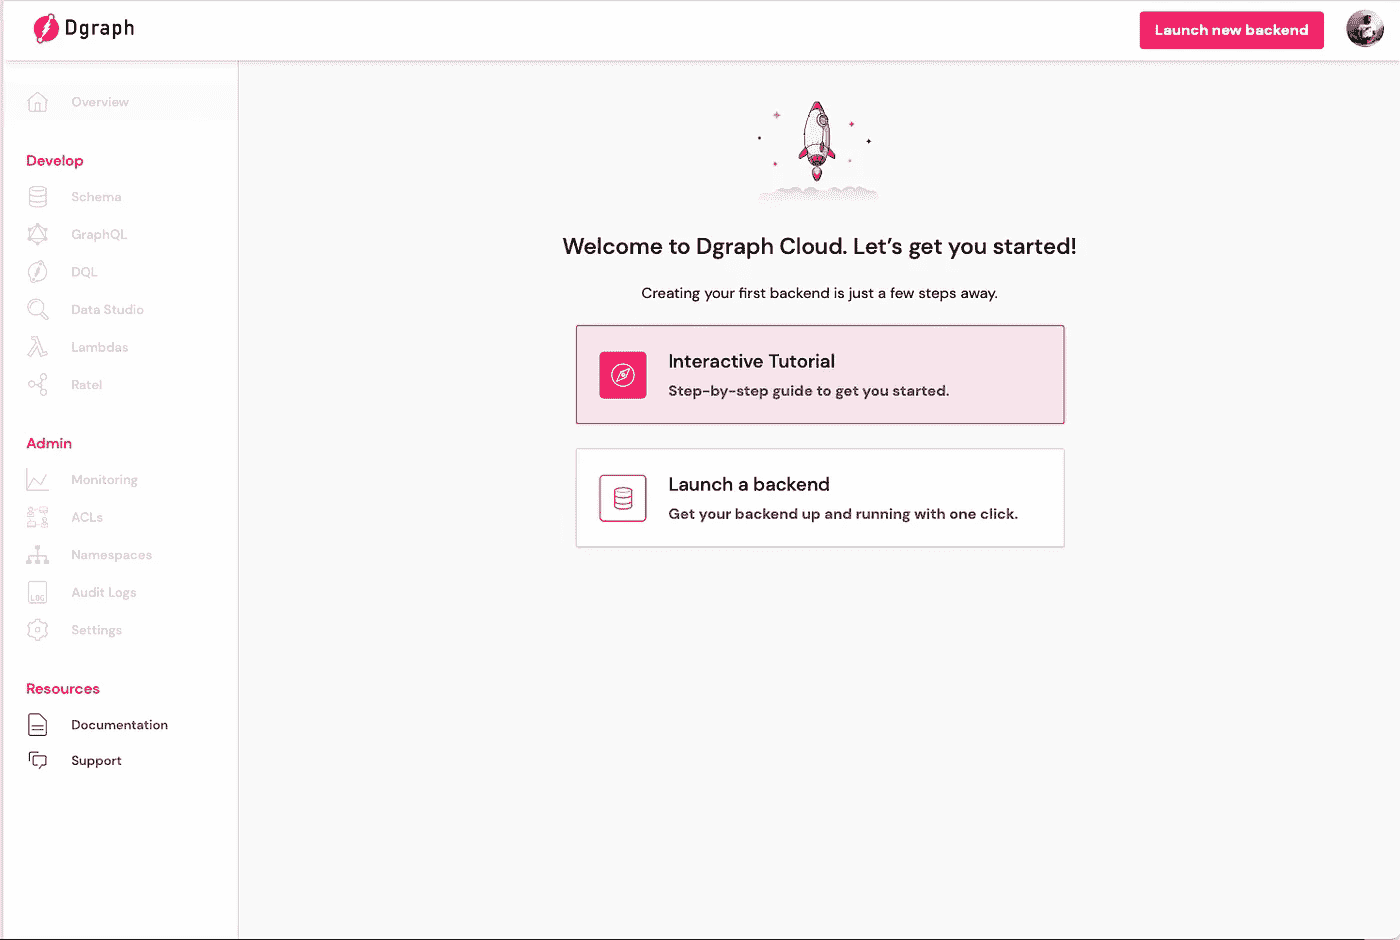 Dgraph
Launch new backend
Overview
Develop
Schema
GraphQL
DQL
Data Studio
Lambdas
Ratel
Admin
Monitoring
ACLs
Namespaces
LOG
Audit Logs
Settings
Resources
Documentation
Support
Welcome to Dgraph Cloud. Let’s get you started!
Creating your first backend is just a few steps away.
Interactive Tutorial
Step-by-step guide to get you started.
Launch a backend
Get your backend up and running with one click.